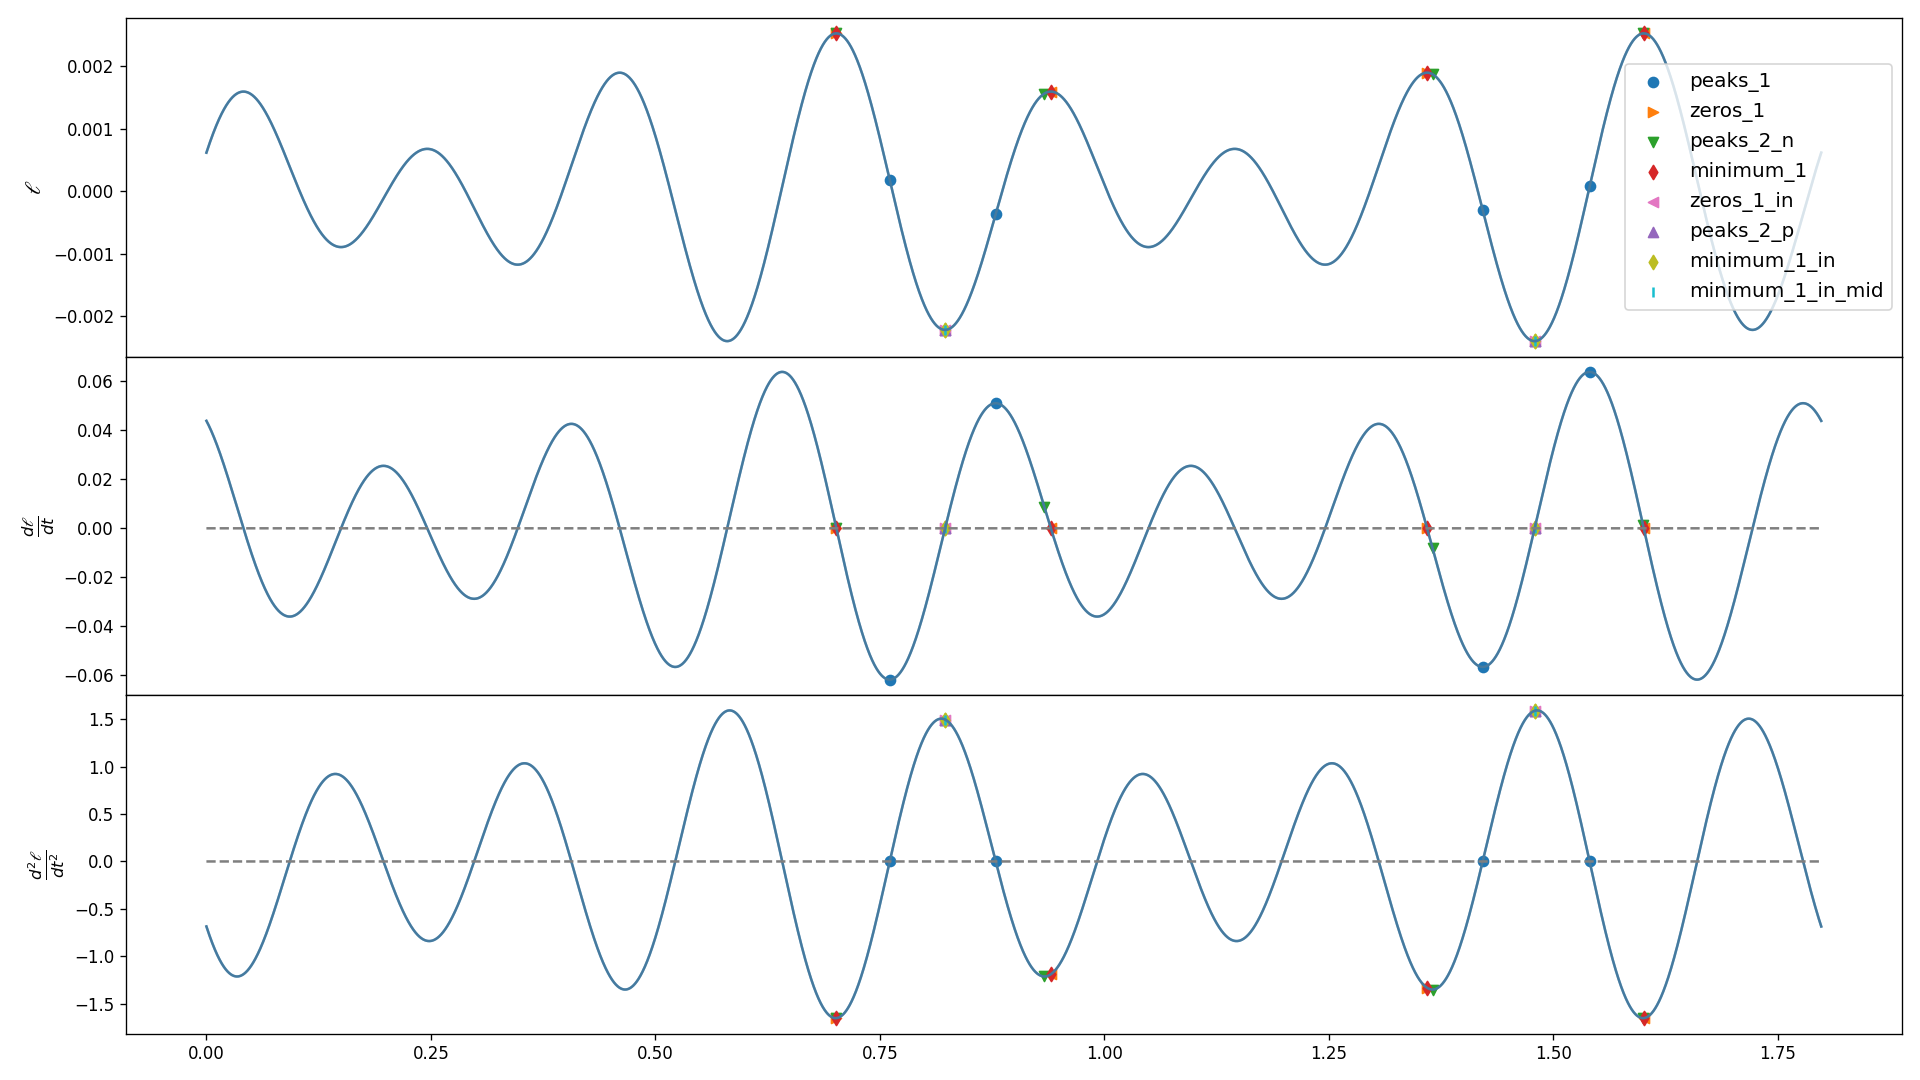 0.002
0.001
0.000
−0.001
−0.002
ℓ
peaks_1
zeros_1
peaks_2_n
minimum_1
zeros_1_in
peaks_2_p
minimum_1_in
minimum_1_in_mid
0.06
0.04
0.02
0.00
−0.02
−0.04
−0.06
dℓ
dt
1.5
1.0
0.5
0.0
−0.5
−1.0
−1.5
d²ℓ
dt²
0.00 0.25 0.50 0.75 1.00 1.25 1.50 1.75